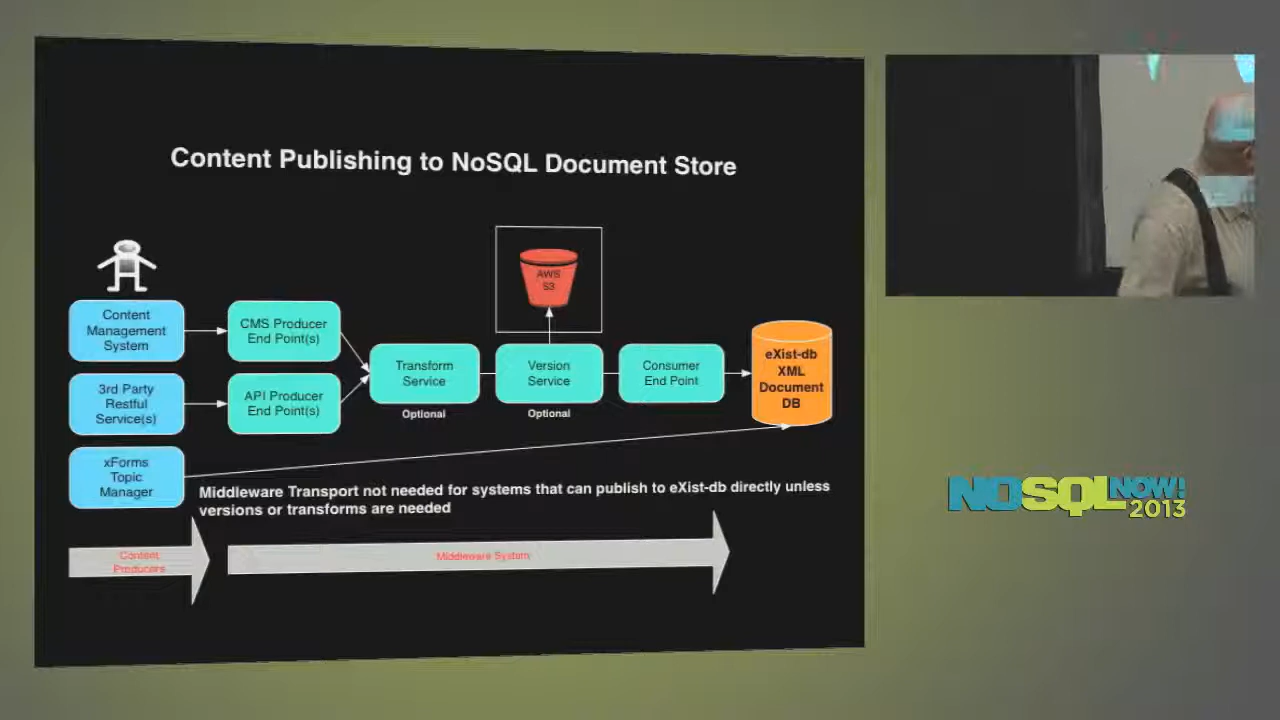 Content Publishing to NoSQL Document Store
AWS
S3
Content
Management
System
CMS Producer
End Point(s)
3rd Party
Restful
Service(s)
API Producer
End Point(s)
Transform
Service
Optional
Version
Service
Optional
Consumer
End Point
eXist-db
XML
Document
DB
xForms
Topic
Manager
Middleware Transport not needed for systems that can publish to eXist-db directly unless
versions or transforms are needed
Content
Producers
Middleware System
NOSQLNOW!
2013